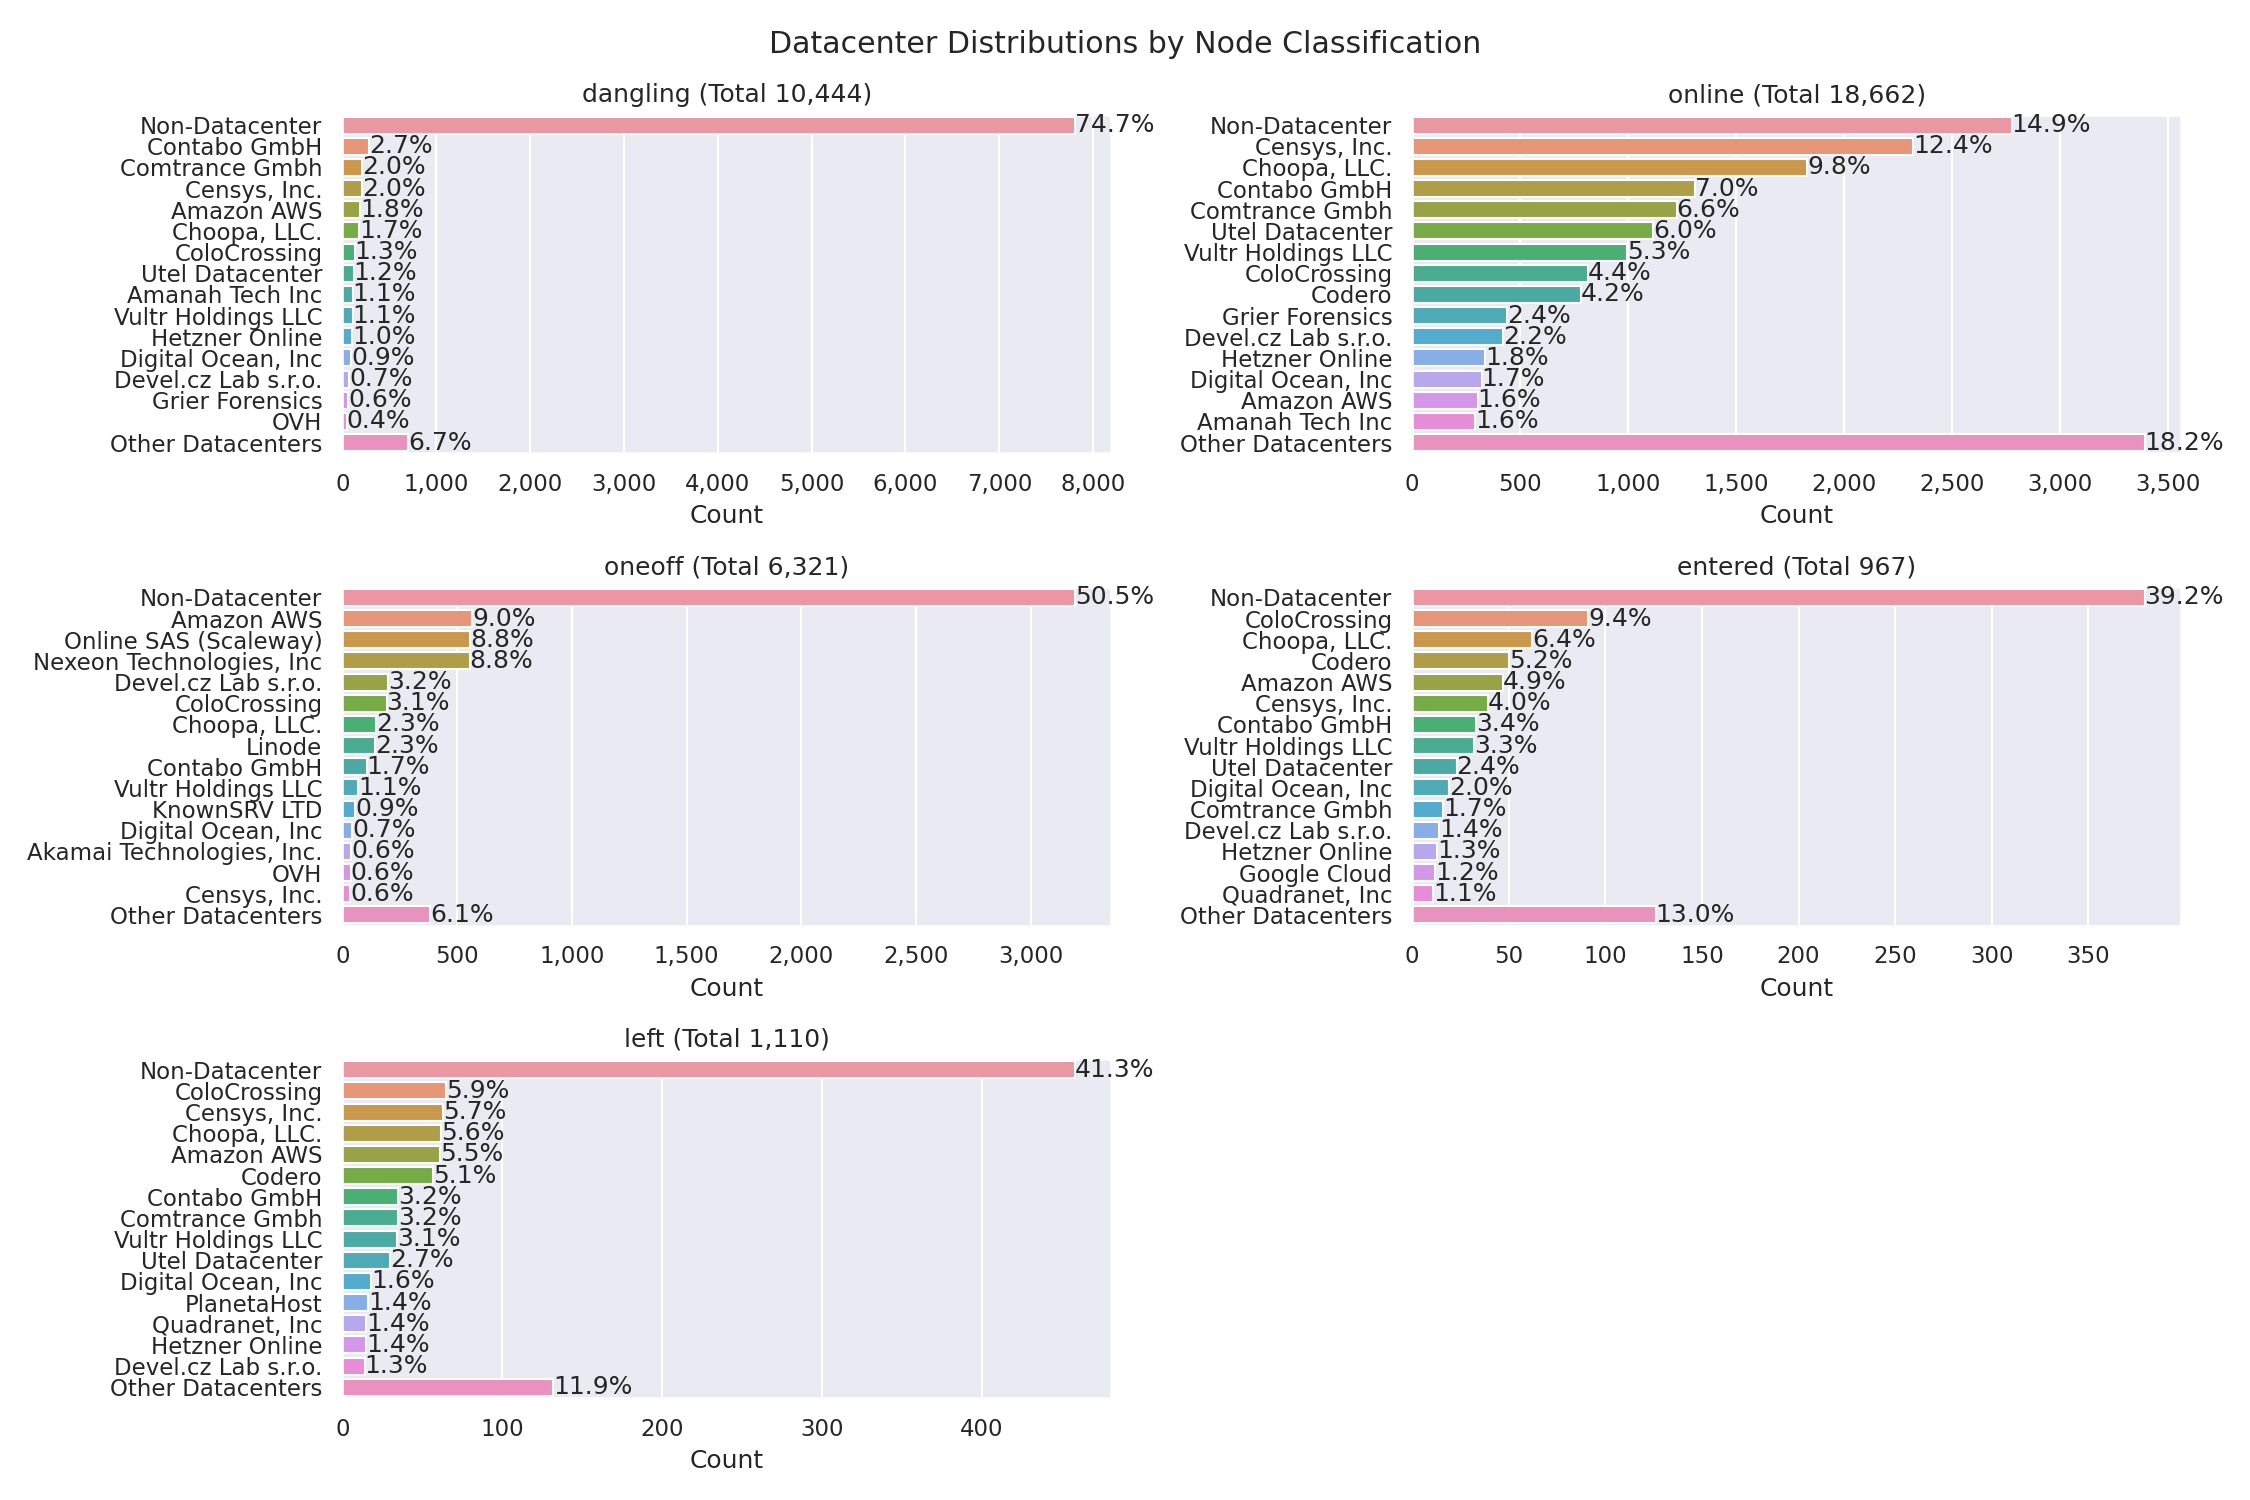 Datacenter Distributions by Node Classification
dangling (Total 10,444)
Non-Datacenter 74.7%
Contabo GmbH 2.7%
Comtrance Gmbh 2.0%
Censys, Inc. 2.0%
Amazon AWS 1.8%
Choopa, LLC. 1.7%
ColoCrossing 1.3%
Utel Datacenter 1.2%
Amanah Tech Inc 1.1%
Vultr Holdings LLC 1.1%
Hetzner Online 1.0%
Digital Ocean, Inc 0.9%
Devel.cz Lab s.r.o. 0.7%
Grier Forensics 0.6%
OVH 0.4%
Other Datacenters 6.7%
0 1,000 2,000 3,000 4,000 5,000 6,000 7,000 8,000
Count
online (Total 18,662)
Non-Datacenter 14.9%
Censys, Inc. 12.4%
Choopa, LLC. 9.8%
Contabo GmbH 7.0%
Comtrance Gmbh 6.6%
Utel Datacenter 6.0%
Vultr Holdings LLC 5.3%
ColoCrossing 4.4%
Codero 4.2%
Grier Forensics 2.4%
Devel.cz Lab s.r.o. 2.2%
Hetzner Online 1.8%
Digital Ocean, Inc 1.7%
Amazon AWS 1.6%
Amanah Tech Inc 1.6%
Other Datacenters 18.2%
0 500 1,000 1,500 2,000 2,500 3,000 3,500
Count
oneoff (Total 6,321)
Non-Datacenter 50.5%
Amazon AWS 9.0%
Online SAS (Scaleway) 8.8%
Nexeon Technologies, Inc 8.8%
Devel.cz Lab s.r.o. 3.2%
ColoCrossing 3.1%
Choopa, LLC. 2.3%
Linode 2.3%
Contabo GmbH 1.7%
Vultr Holdings LLC 1.1%
KnownSRV LTD 0.9%
Digital Ocean, Inc 0.7%
Akamai Technologies, Inc. 0.6%
OVH 0.6%
Censys, Inc. 0.6%
Other Datacenters 6.1%
0 500 1,000 1,500 2,000 2,500 3,000
Count
entered (Total 967)
Non-Datacenter 39.2%
ColoCrossing 9.4%
Choopa, LLC. 6.4%
Codero 5.2%
Amazon AWS 4.9%
Censys, Inc. 4.0%
Contabo GmbH 3.4%
Vultr Holdings LLC 3.3%
Utel Datacenter 2.4%
Digital Ocean, Inc 2.0%
Comtrance Gmbh 1.7%
Devel.cz Lab s.r.o. 1.4%
Hetzner Online 1.3%
Google Cloud 1.2%
Quadranet, Inc 1.1%
Other Datacenters 13.0%
0 50 100 150 200 250 300 350
Count
left (Total 1,110)
Non-Datacenter 41.3%
ColoCrossing 5.9%
Censys, Inc. 5.7%
Choopa, LLC. 5.6%
Amazon AWS 5.5%
Codero 5.1%
Contabo GmbH 3.2%
Comtrance Gmbh 3.2%
Vultr Holdings LLC 3.1%
Utel Datacenter 2.7%
Digital Ocean, Inc 1.6%
PlanetaHost 1.4%
Quadranet, Inc 1.4%
Hetzner Online 1.4%
Devel.cz Lab s.r.o. 1.3%
Other Datacenters 11.9%
0 100 200 300 400
Count